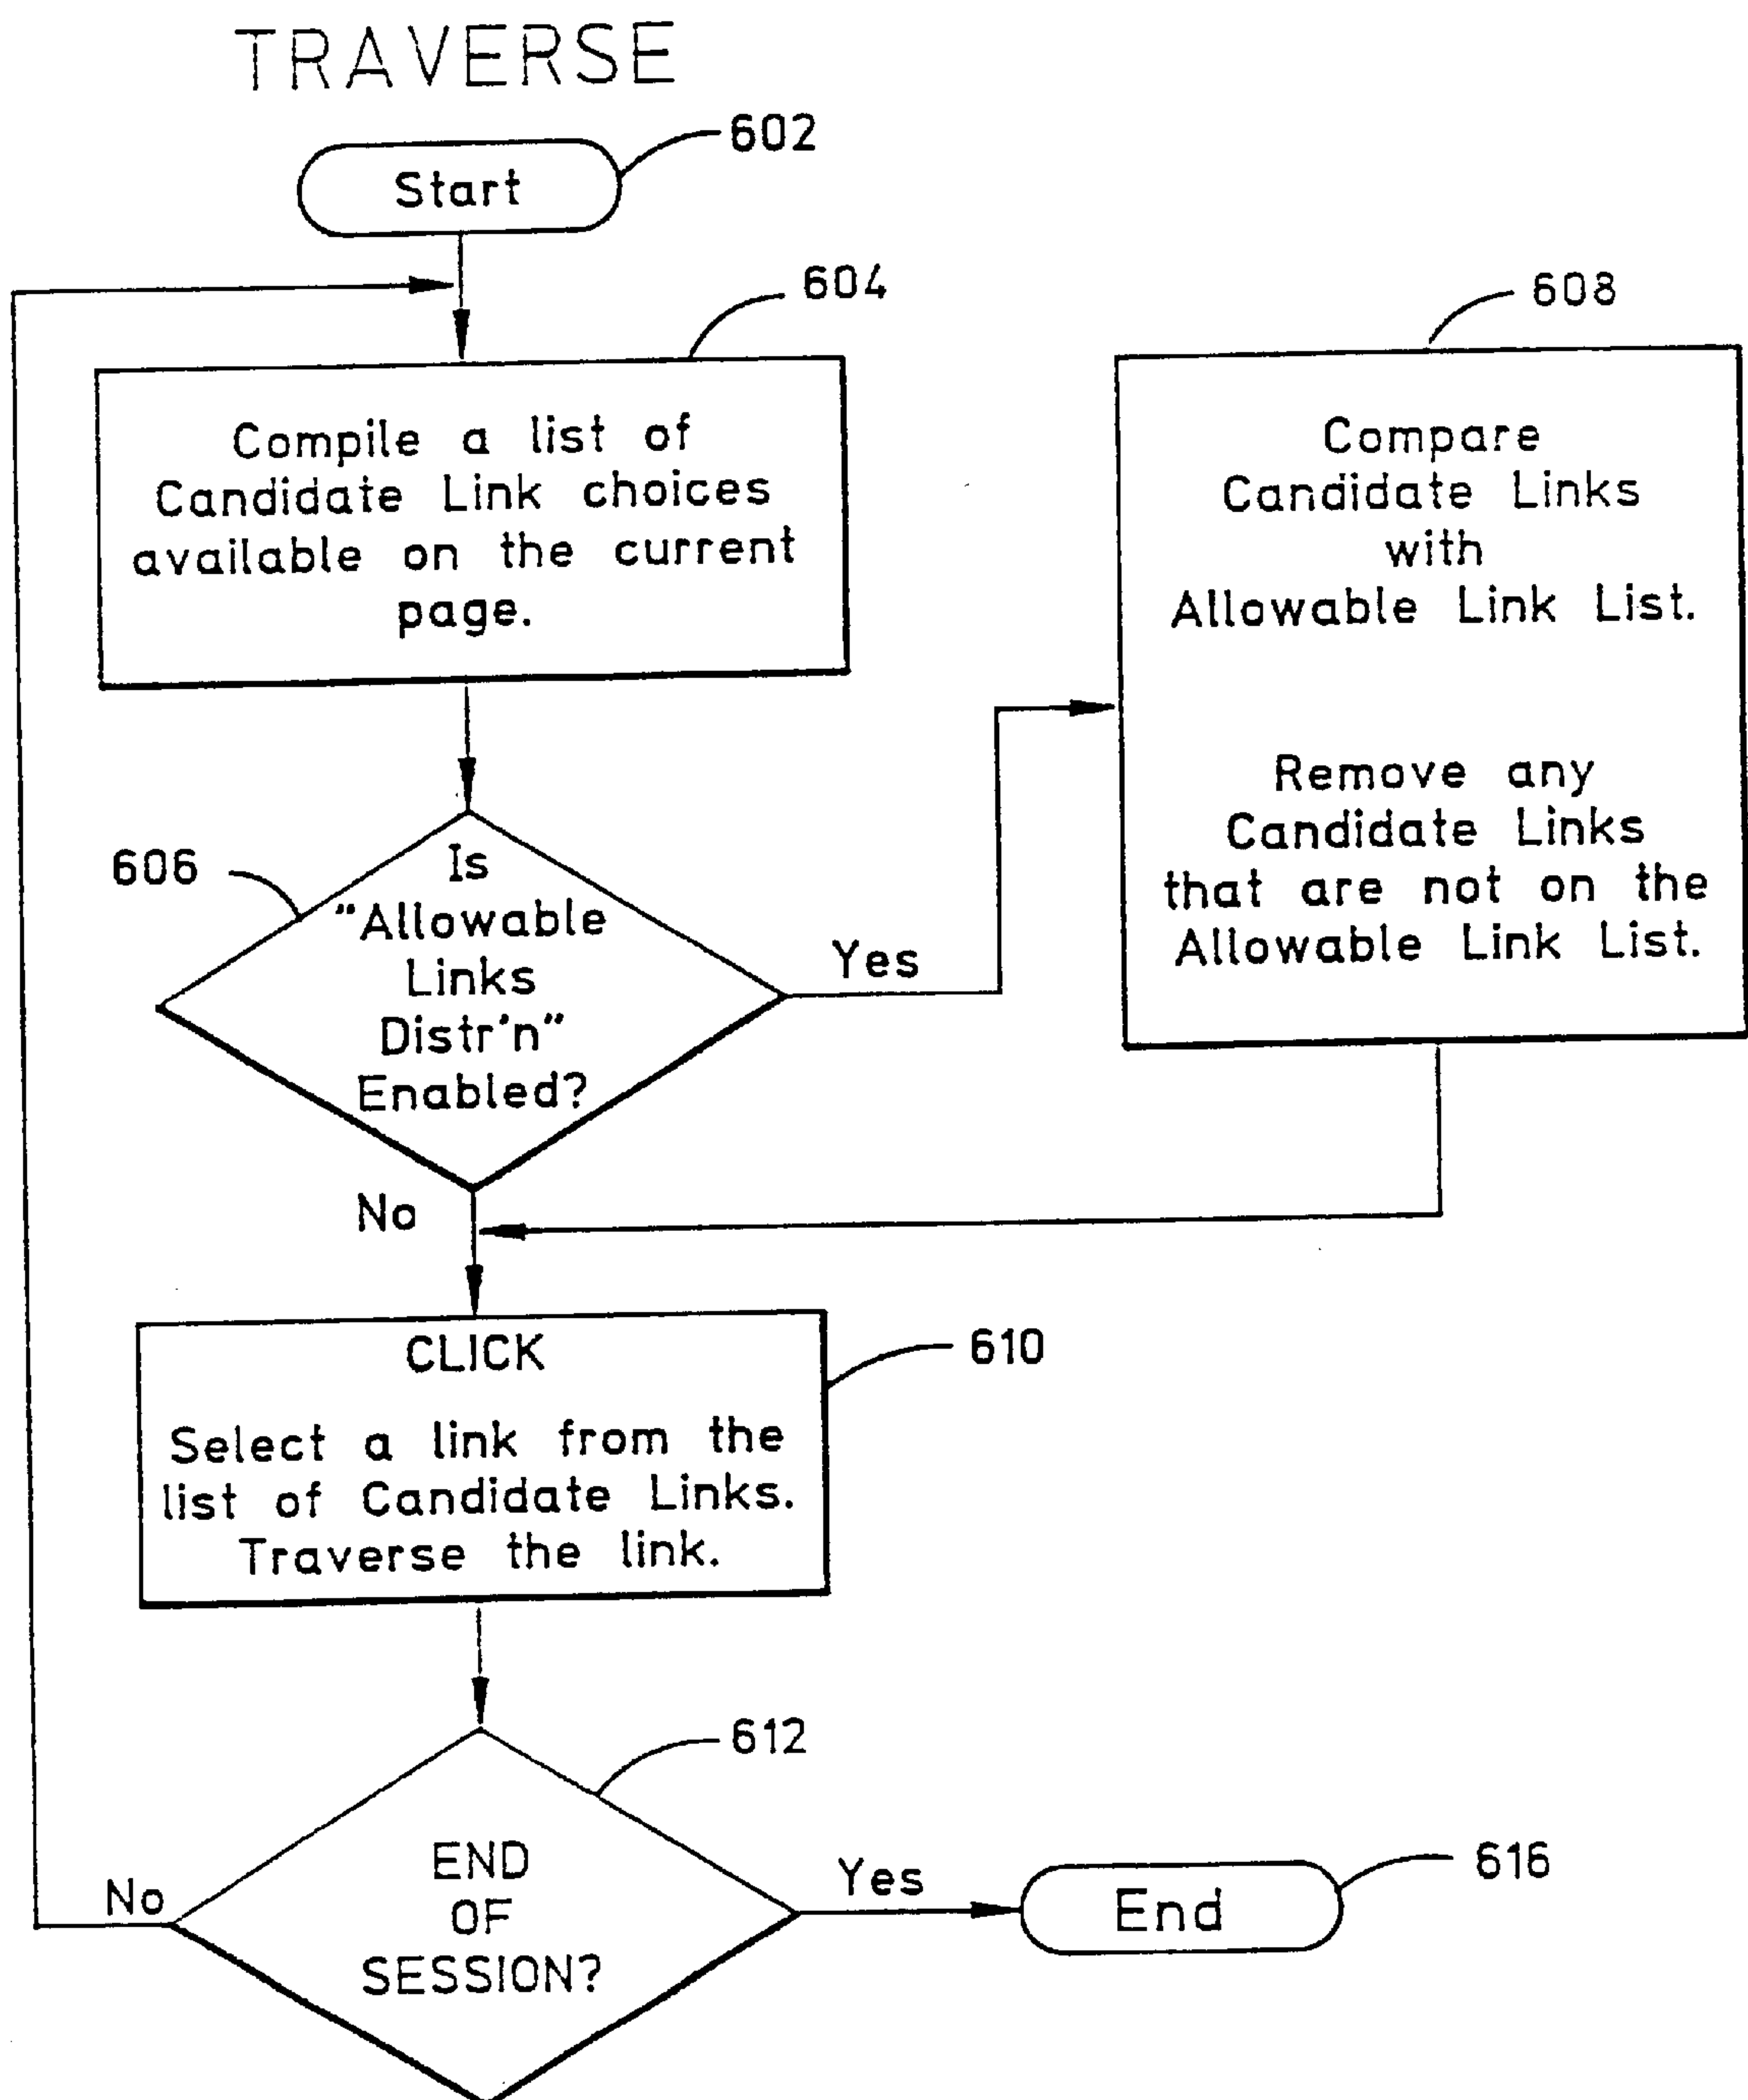 TRAVERSE
602
Start
604
Compile a list of
Candidate Link choices
available on the current
page.
608
Compare
Candidate Links
with
Allowable Link List.
Remove any
Candidate Links
that are not on the
Allowable Link List.
606
Is
"Allowable
Links
Distr'n"
Enabled?
Yes
No
CLICK
610
Select a link from the
list of Candidate Links.
Traverse the link.
612
END
OF
SESSION?
No
Yes
End
616